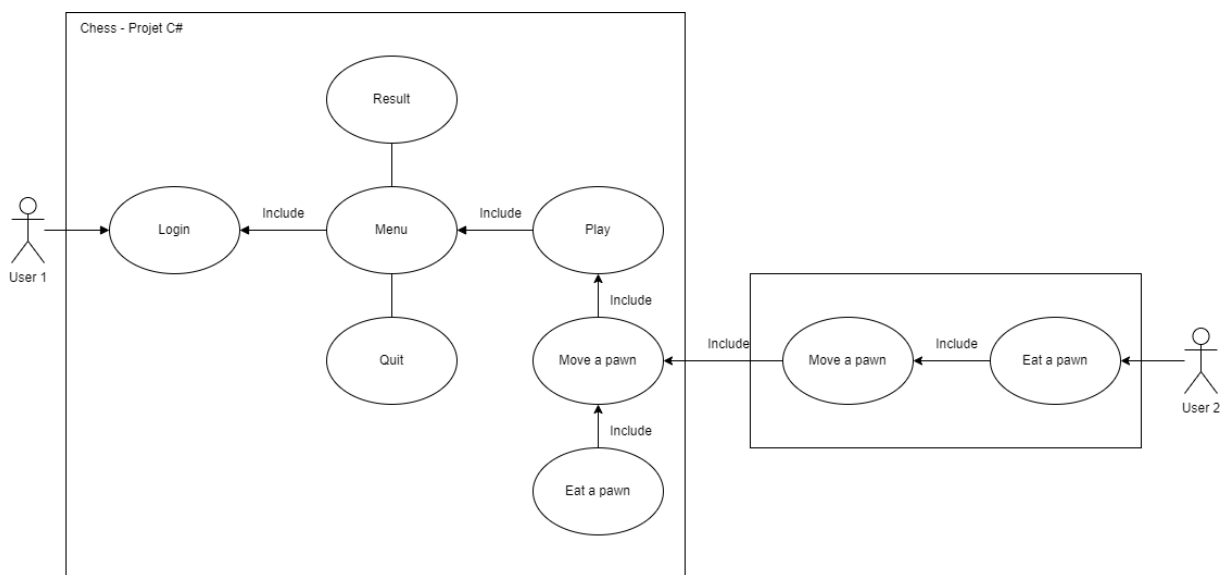 Chess - Projet C#
Result
User 1
Login
Include
Menu
Include
Play
Include
Quit
Move a pawn
Include
Move a pawn
Include
Eat a pawn
User 2
Include
Eat a pawn